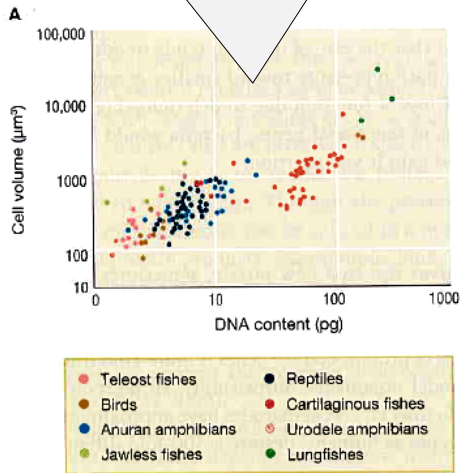 A
100,000
10,000
1000
100
10
Cell volume (µm³)
0
10
100
1000
DNA content (pg)
Teleost fishes
Birds
Anuran amphibians
Jawless fishes
Reptiles
Cartilaginous fishes
Urodele amphibians
Lungfishes